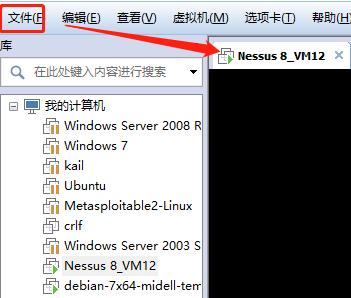 文件(F) 编辑(E) 查看(V) 虚拟机(M) 选项卡(T) 帮助(H)
库
在此处键入内容进行搜索
Nessus 8_VM12
我的计算机
Windows Server 2008 R
Windows 7
kail
Ubuntu
Metasploitable2-Linux
crlf
Windows Server 2003 S
Nessus 8_VM12
debian-7x64-midell-tem